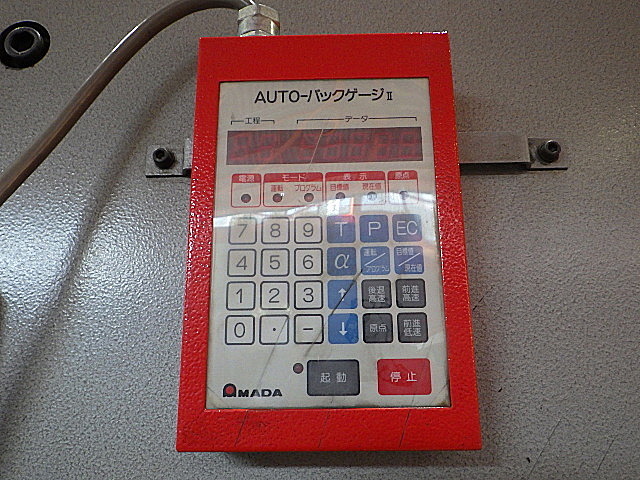 AUTO-バックゲージII
工程 データ
電源 モード 表示 原点
運転 プログラム 目標値 現在値
7 8 9 T P EC
4 5 6 α 運転/プログラム 目標値/現在値
1 2 3 ↑ 後退高速 前進高速
0 · − ↓ 原点 前進低速
起動 停止
AMADA